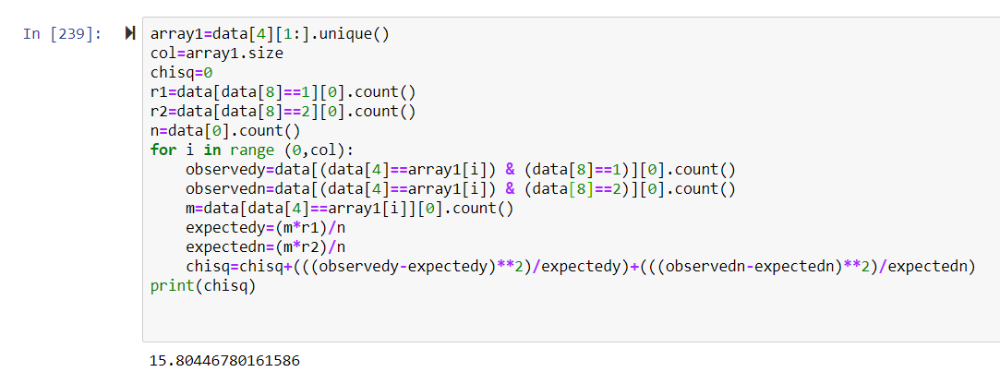 In [239]:
array1=data[4][1:].unique()
col=array1.size
chisq=0
r1=data[data[8]==1][0].count()
r2=data[data[8]==2][0].count()
n=data[0].count()
for i in range (0,col):
    observedy=data[(data[4]==array1[i]) & (data[8]==1)][0].count()
    observedn=data[(data[4]==array1[i]) & (data[8]==2)][0].count()
    m=data[data[4]==array1[i]][0].count()
    expectedy=(m*r1)/n
    expectedn=(m*r2)/n
    chisq=chisq+(((observedy-expectedy)**2)/expectedy)+(((observedn-expectedn)**2)/expectedn)
print(chisq)
15.80446780161586